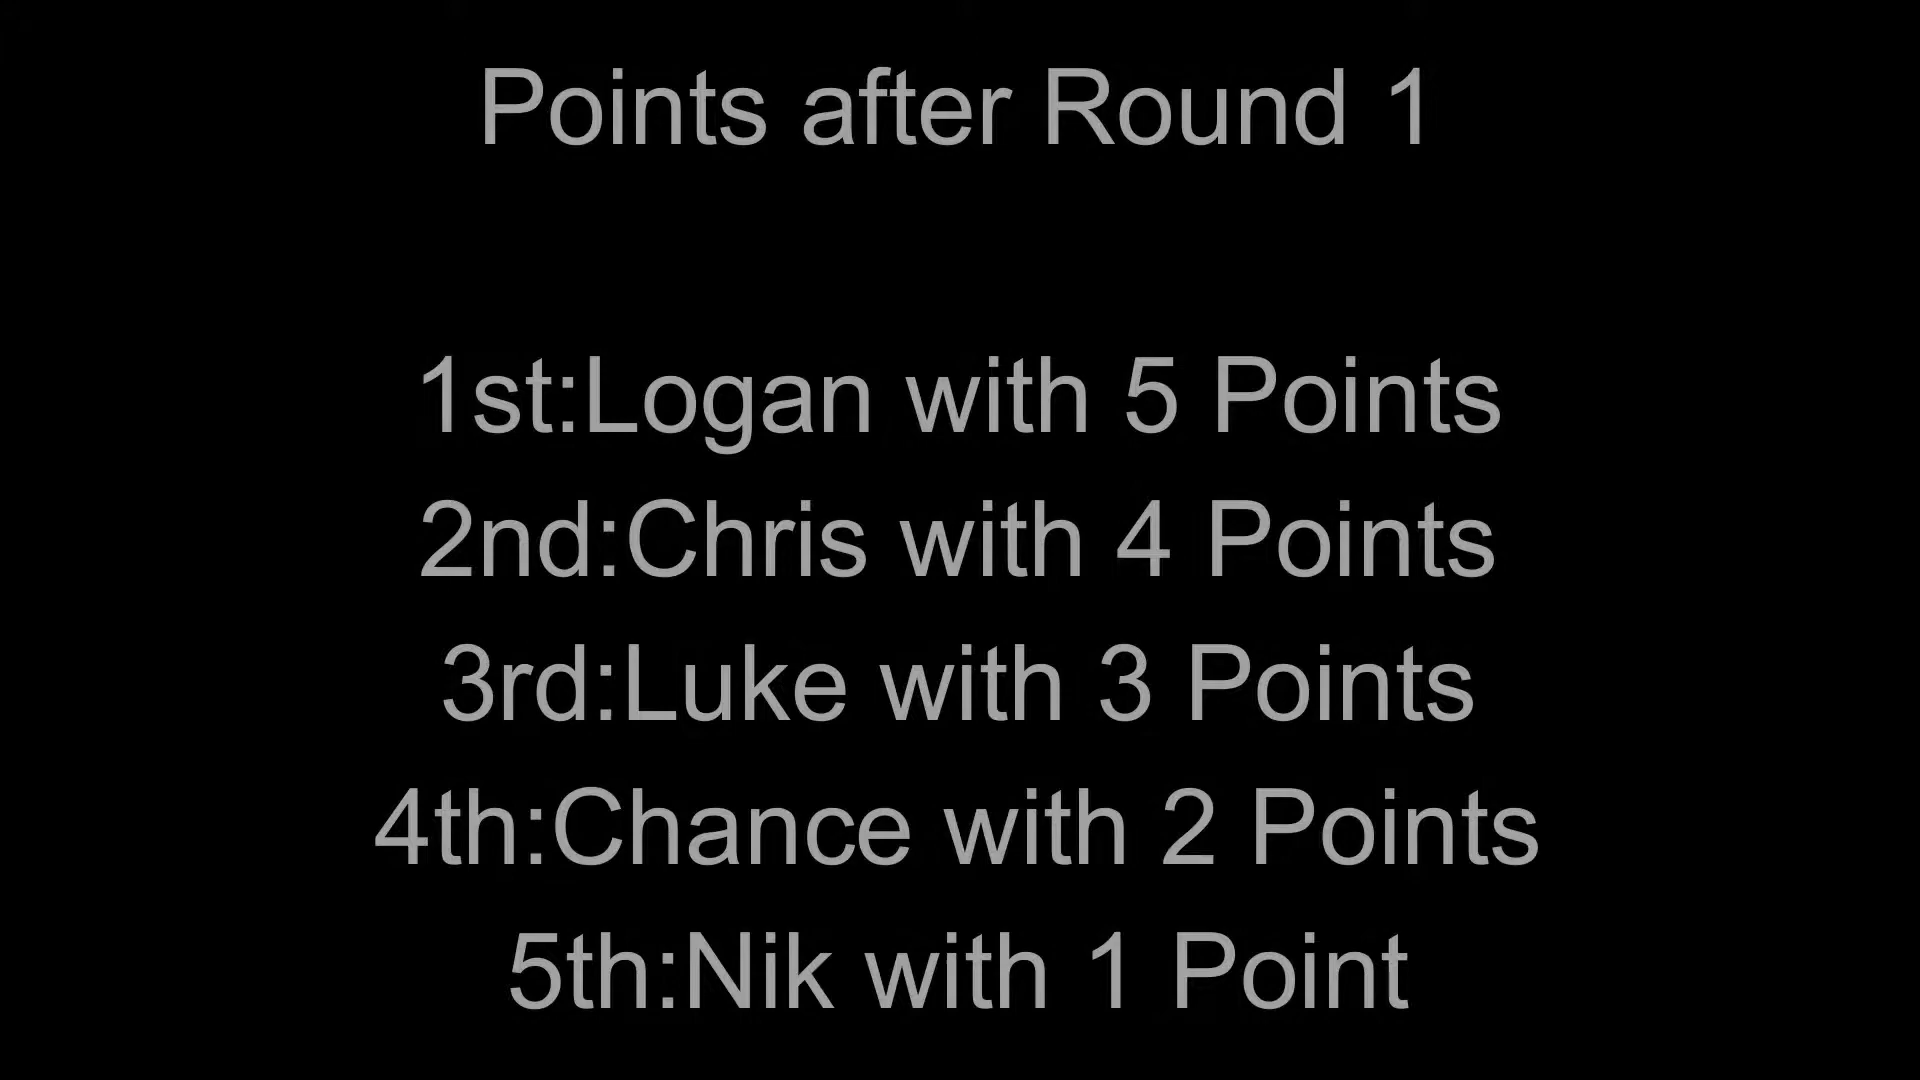 Points after Round 1
1st:Logan with 5 Points
2nd:Chris with 4 Points
3rd:Luke with 3 Points
4th:Chance with 2 Points
5th:Nik with 1 Point